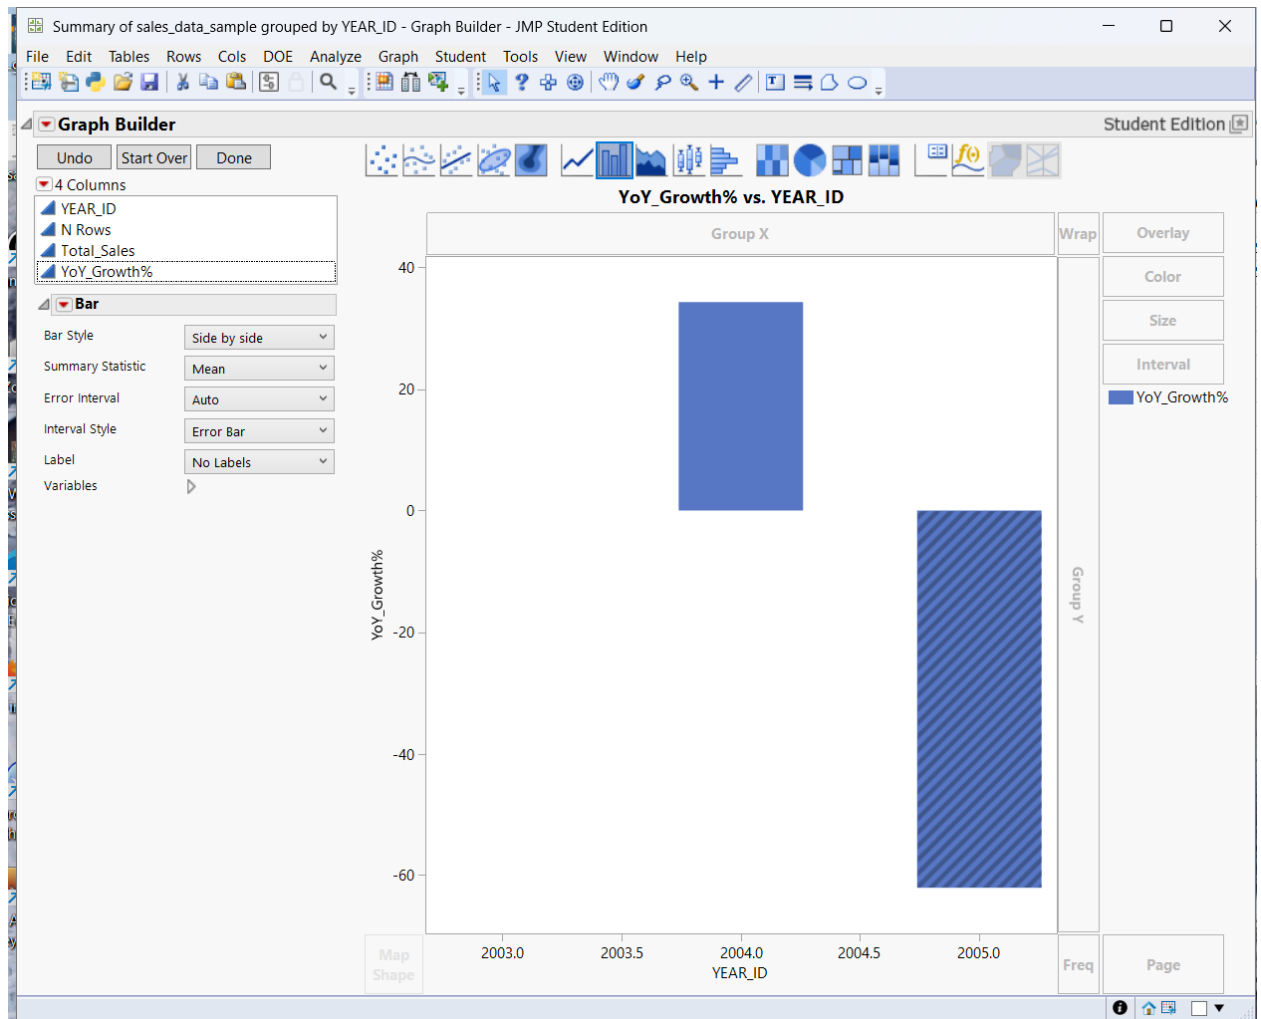 Summary of sales_data_sample grouped by YEAR_ID - Graph Builder - JMP Student Edition
File Edit Tables Rows Cols DOE Analyze Graph Student Tools View Window Help
Graph Builder
Student Edition
Undo Start Over Done
4 Columns
YEAR_ID
N Rows
Total_Sales
YoY_Growth%
Bar
Bar Style Side by side
Summary Statistic Mean
Error Interval Auto
Interval Style Error Bar
Label No Labels
Variables
YoY_Growth% vs. YEAR_ID
Group X
Wrap
Overlay
Color
Size
Interval
YoY_Growth%
40
20
0
-20
-40
-60
YoY_Growth%
Group Y
Map
Shape
2003.0 2003.5 2004.0 2004.5 2005.0
YEAR_ID
Freq
Page